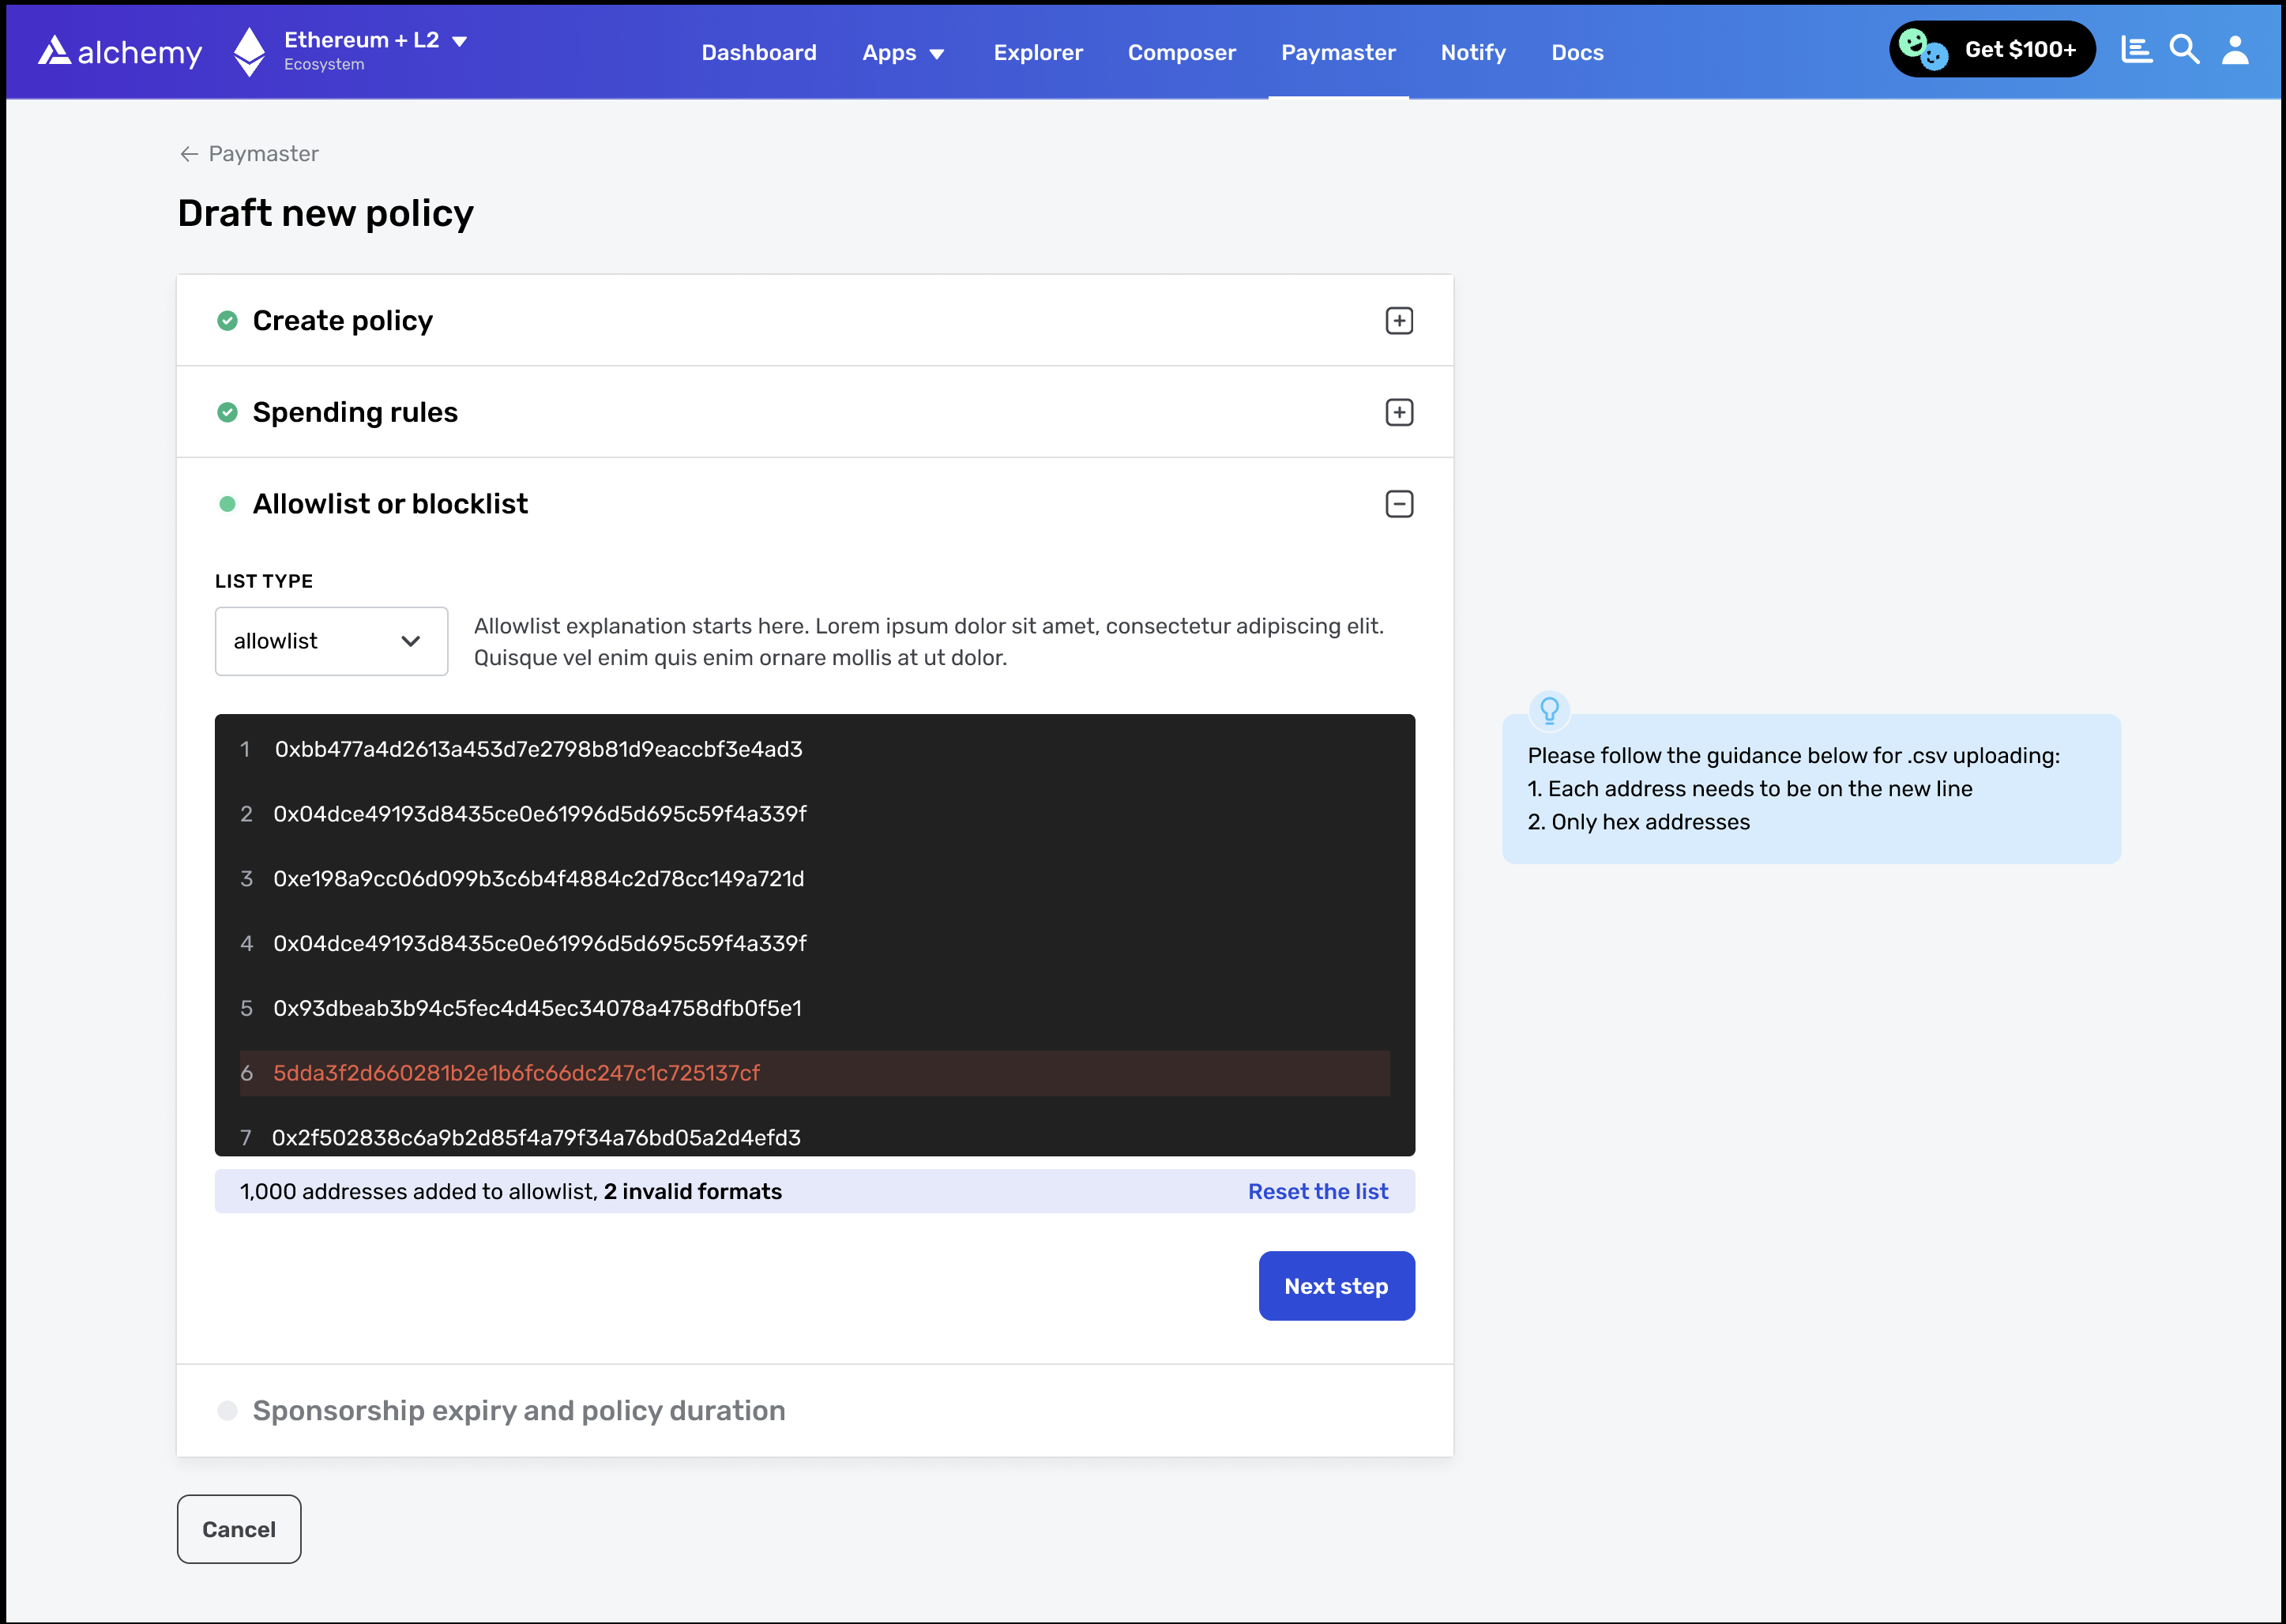 alchemy
Ethereum + L2
Ecosystem
Dashboard Apps Explorer Composer Paymaster Notify Docs
Get $100+
← Paymaster
Draft new policy
Create policy
Spending rules
Allowlist or blocklist
LIST TYPE
allowlist
Allowlist explanation starts here. Lorem ipsum dolor sit amet, consectetur adipiscing elit.
Quisque vel enim quis enim ornare mollis at ut dolor.
1 0xbb477a4d2613a453d7e2798b81d9eaccbf3e4ad3
2 0x04dce49193d8435ce0e61996d5d695c59f4a339f
3 0xe198a9cc06d099b3c6b4f4884c2d78cc149a721d
4 0x04dce49193d8435ce0e61996d5d695c59f4a339f
5 0x93dbeab3b94c5fec4d45ec34078a4758dfb0f5e1
6 5dda3f2d660281b2e1b6fc66dc247c1c725137cf
7 0x2f502838c6a9b2d85f4a79f34a76bd05a2d4efd3
1,000 addresses added to allowlist, 2 invalid formats
Reset the list
Next step
Sponsorship expiry and policy duration
Cancel
Please follow the guidance below for .csv uploading:
1. Each address needs to be on the new line
2. Only hex addresses